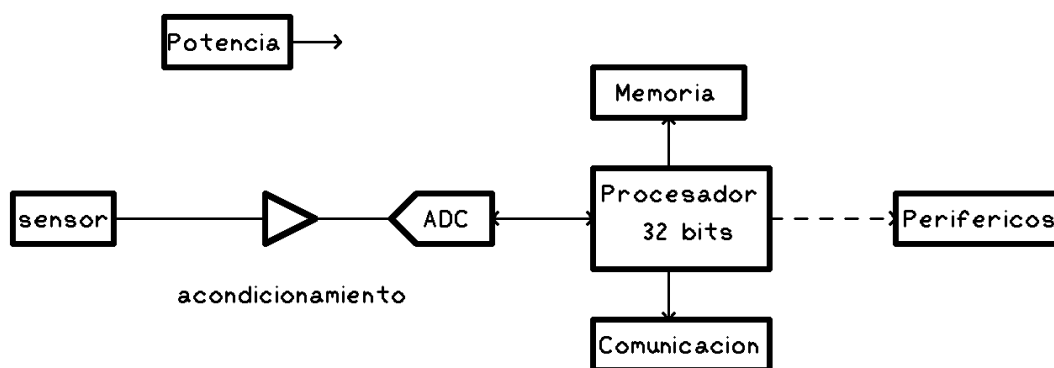 Potencia
Memoria
sensor
ADC
Procesador
32 bits
Perifericos
acondicionamiento
Comunicacion